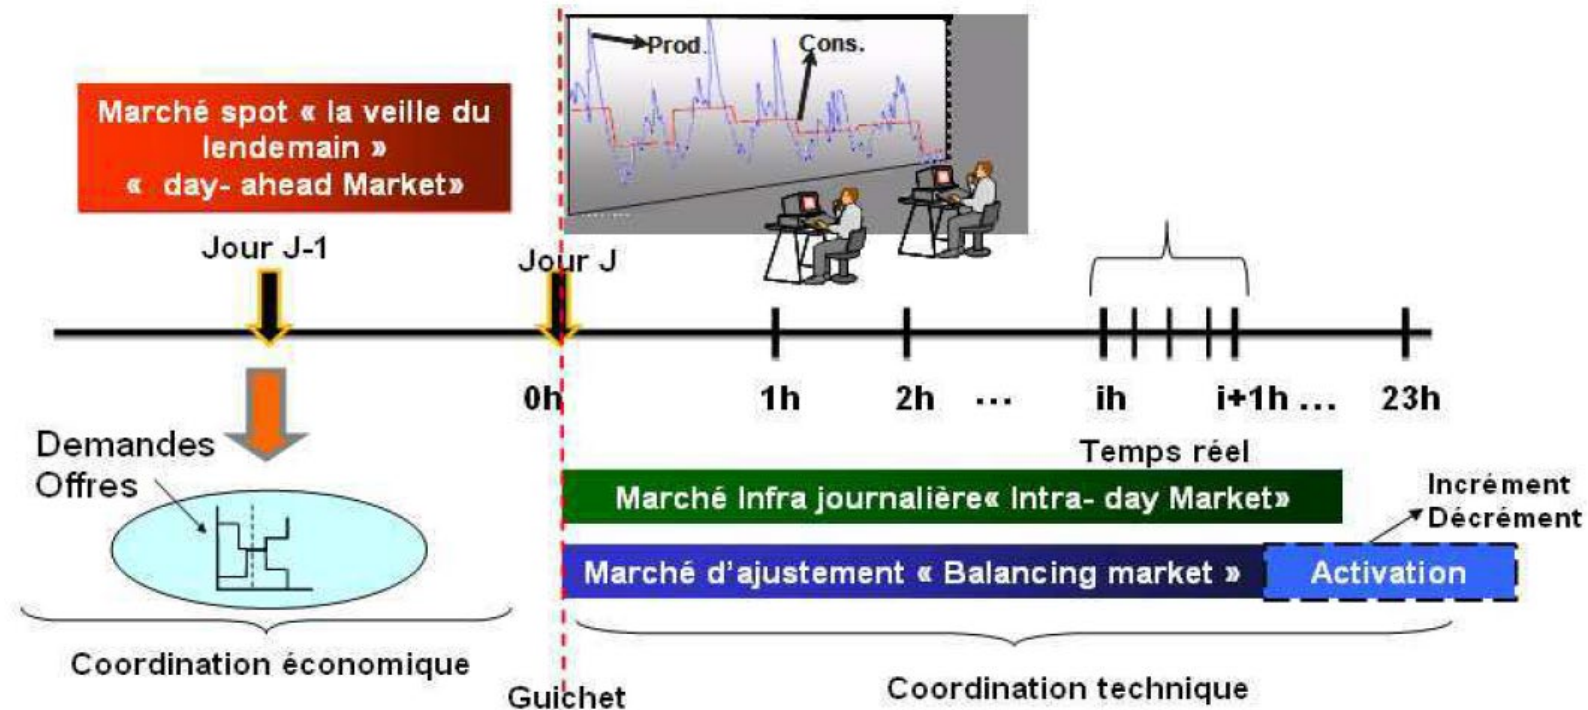 Prod.
Cons.
Marché spot « la veille du
lendemain »
« day- ahead Market»
Jour J-1
Jour J
0h
1h
2h
...
ih
i+1h ...
23h
Temps réel
Demandes
Offres
Marché Infra journalière« Intra- day Market»
Incrément
Décrément
Marché d'ajustement « Balancing market »
Activation
Coordination économique
Guichet
Coordination technique